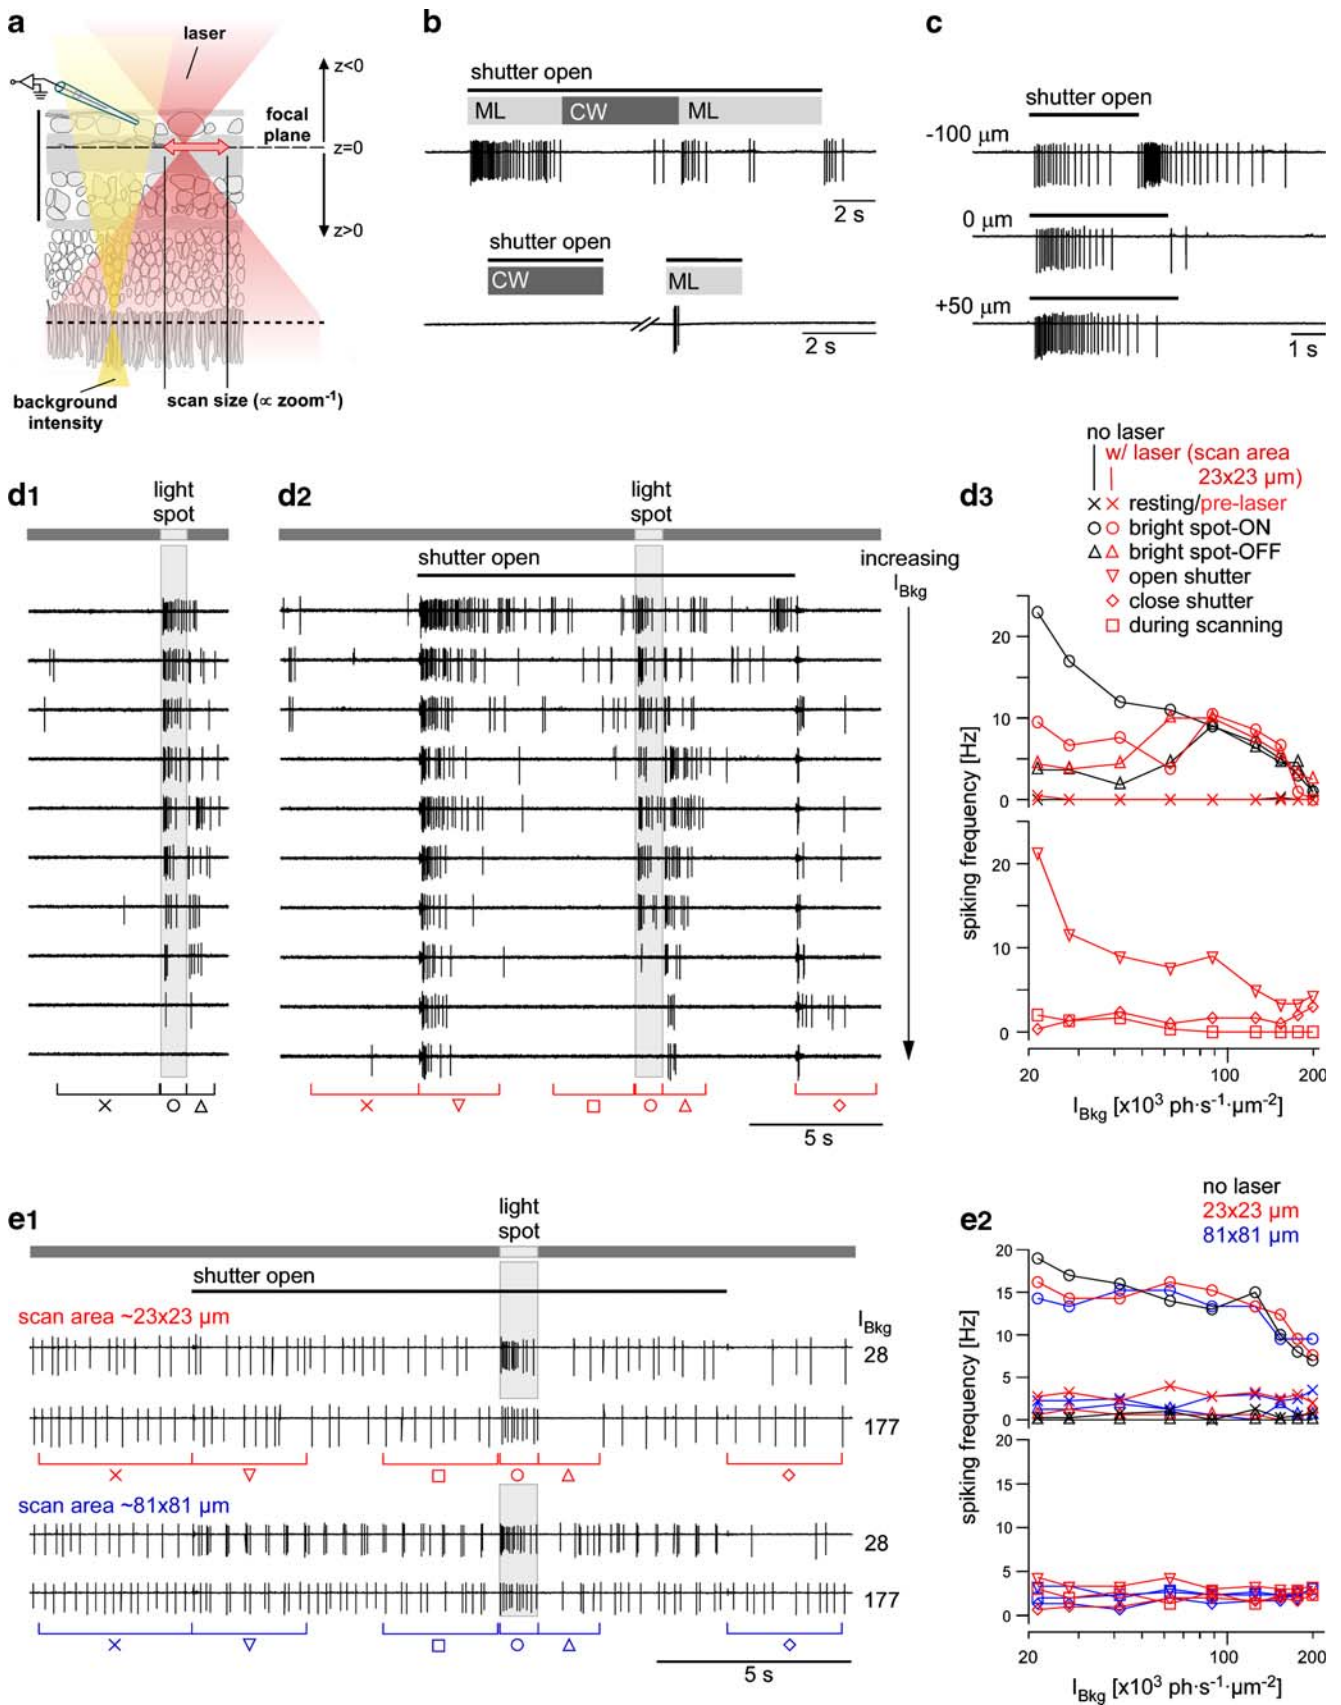 a
laser
z<0
focal
plane
z=0
z>0
background
intensity
scan size (∝ zoom⁻¹)
b
shutter open
ML
CW
ML
2 s
shutter open
CW
ML
2 s
c
shutter open
-100 µm
0 µm
+50 µm
1 s
d1
light
spot
d2
light
spot
shutter open
increasing
I_Bkg
5 s
d3
no laser
w/ laser (scan area
23x23 µm)
resting/pre-laser
bright spot-ON
bright spot-OFF
open shutter
close shutter
during scanning
spiking frequency [Hz]
20
10
0
20
10
0
20
100
200
I_Bkg [x10³ ph·s⁻¹·µm⁻²]
e1
light
spot
shutter open
scan area ~23x23 µm
I_Bkg
28
177
scan area ~81x81 µm
28
177
5 s
e2
no laser
23x23 µm
81x81 µm
spiking frequency [Hz]
20
15
10
5
0
20
15
10
5
0
20
100
200
I_Bkg [x10³ ph·s⁻¹·µm⁻²]